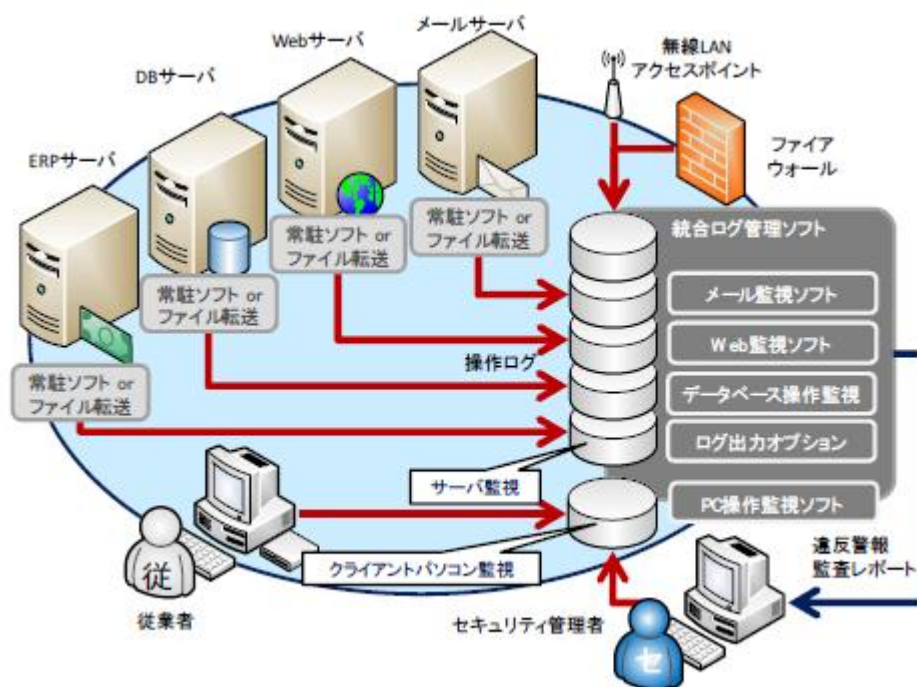 メールサーバ
Webサーバ
無線LAN
アクセスポイント
DBサーバ
ファイア
ウォール
ERPサーバ
常駐ソフト or
ファイル転送
常駐ソフト or
ファイル転送
常駐ソフト or
ファイル転送
常駐ソフト or
ファイル転送
統合ログ管理ソフト
メール監視ソフト
Web監視ソフト
操作ログ
データベース操作監視
ログ出力オプション
サーバ監視
PC操作監視ソフト
クライアントパソコン監視
違反警報
監査レポート
従
従業者
セキュリティ管理者
セ